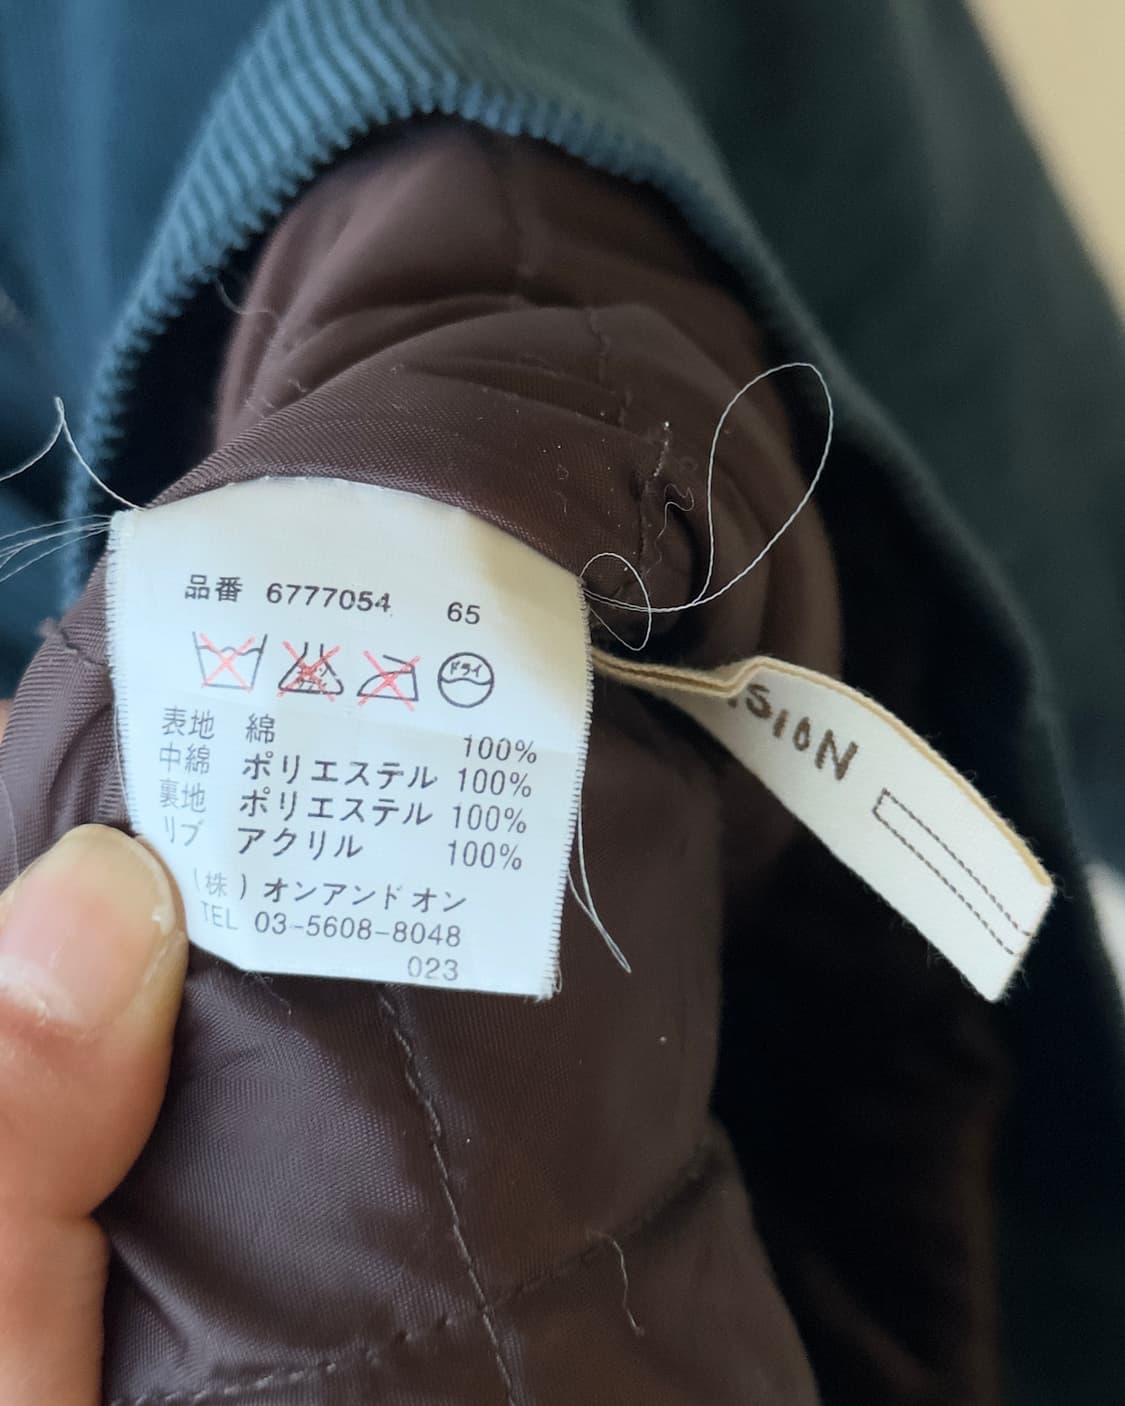 品番 6777054 65
ドライ
表地 綿 100%
中綿 ポリエステル 100%
裏地 ポリエステル 100%
リブ アクリル 100%
(株)オンアンドオン
TEL 03-5608-8048
023
SION